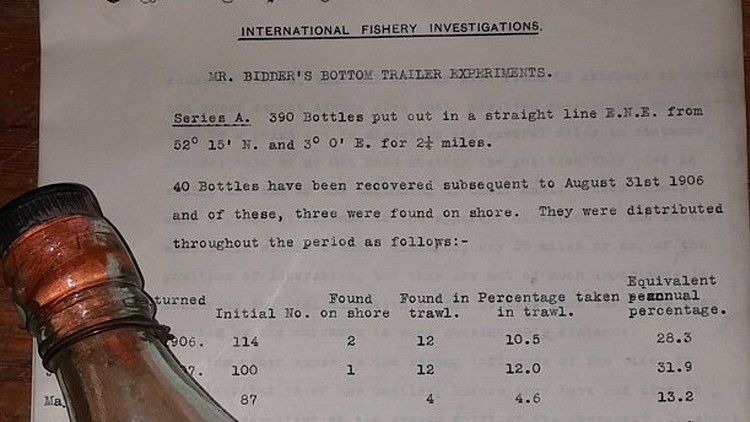 INTERNATIONAL FISHERY INVESTIGATIONS.
MR. BIDDER'S BOTTOM TRAILER EXPERIMENTS.
Series A. 390 Bottles put out in a straight line E.N.E. from
52° 15' N. and 3° 0' E. for 2¼ miles.
40 Bottles have been recovered subsequent to August 31st 1906
and of these, three were found on shore. They were distributed
throughout the period as follows:-
turned Initial No. Found on shore Found in trawl. Percentage taken in trawl. Equivalent annual percentage.
906. 114 2 12 10.5 28.3
7. 100 1 12 12.0 31.9
Ma 87 4 4.6 13.2